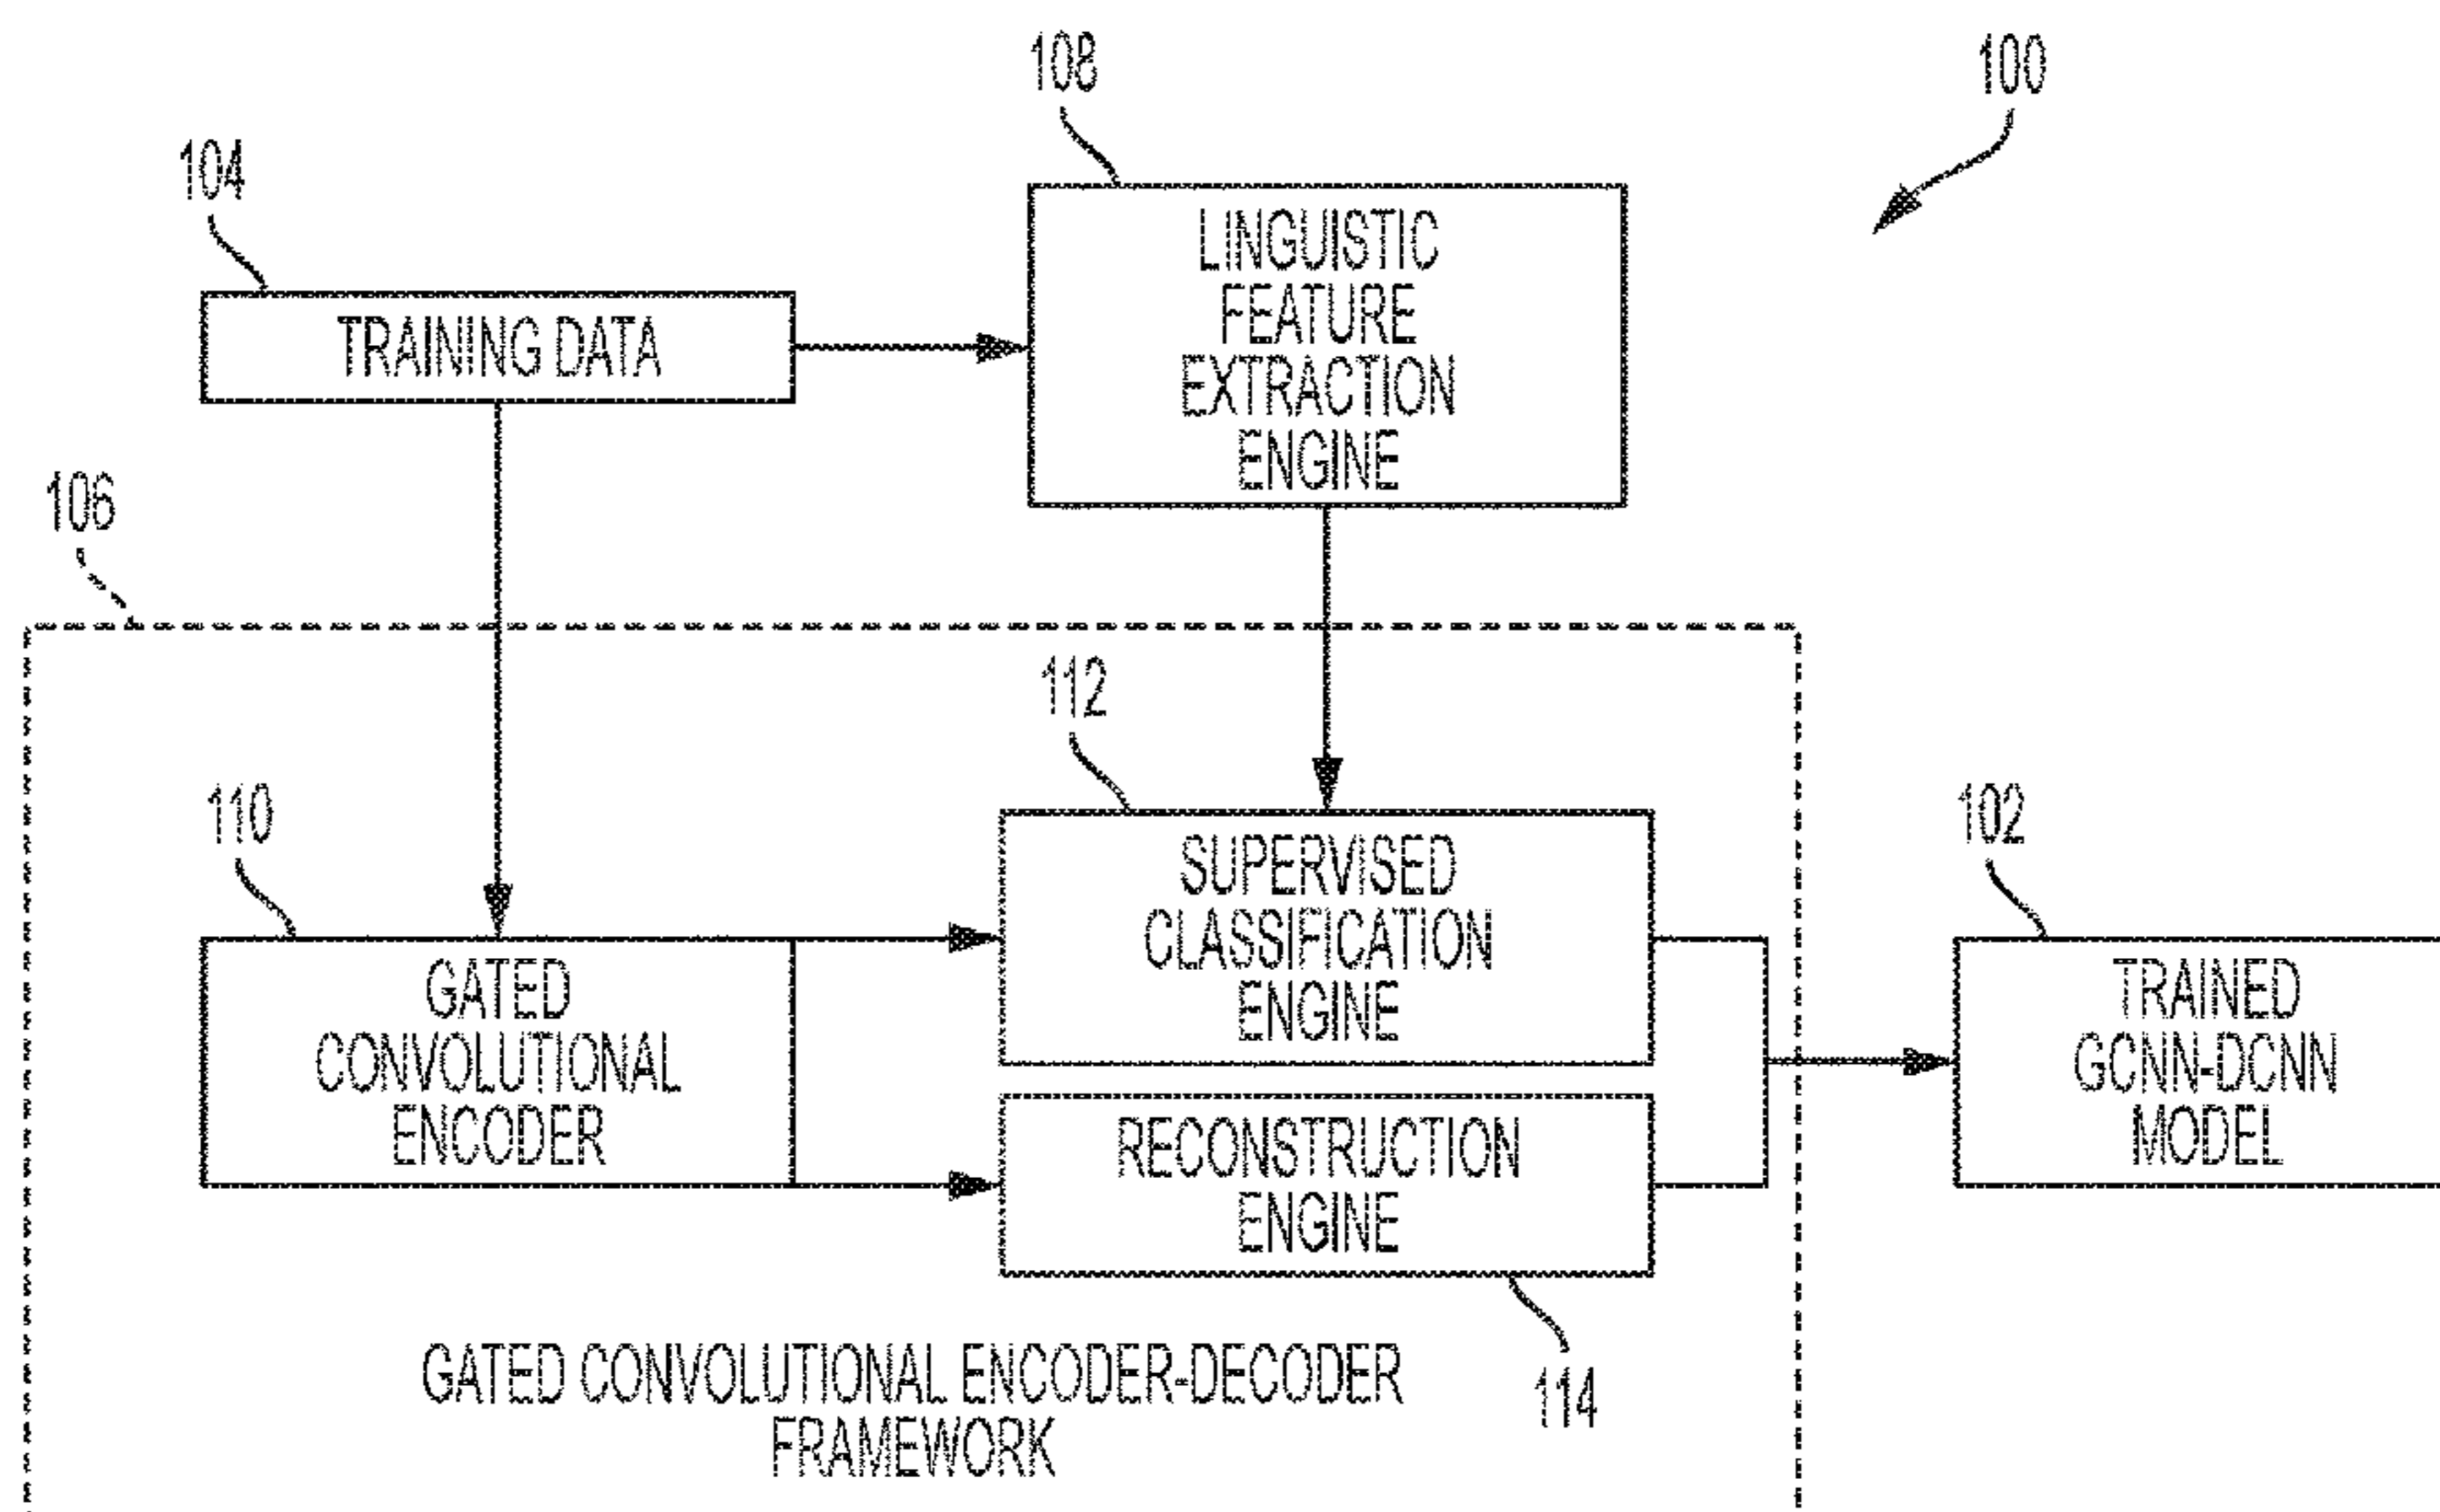 108
100
104
LINGUISTIC
FEATURE
EXTRACTION
ENGINE
TRAINING DATA
106
112
110
102
SUPERVISED
CLASSIFICATION
ENGINE
GATED
CONVOLUTIONAL
ENCODER
TRAINED
GCNN-DCNN
MODEL
RECONSTRUCTION
ENGINE
GATED CONVOLUTIONAL ENCODER-DECODER
FRAMEWORK
114